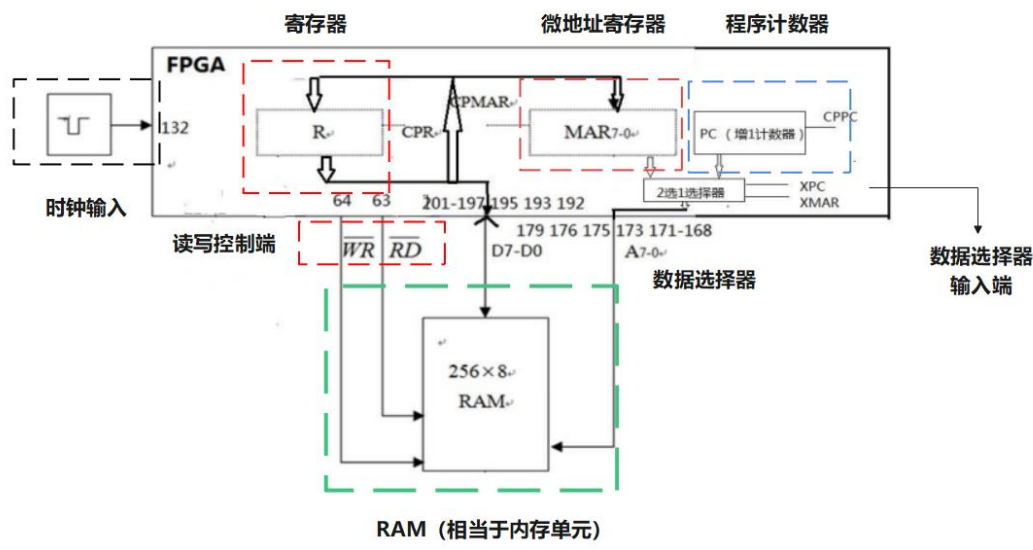 寄存器
微地址寄存器
程序计数器
FPGA
132
R
CPR
CPMAR
MAR7-0
PC（增1计数器）
CPPC
2选1选择器
XPC
XMAR
时钟输入
64 63 201-197 195 193 192
179 176 175 173 171-168
读写控制端
WR RD
D7-D0
A7-0
数据选择器
数据选择器
输入端
256×8
RAM
RAM（相当于内存单元）